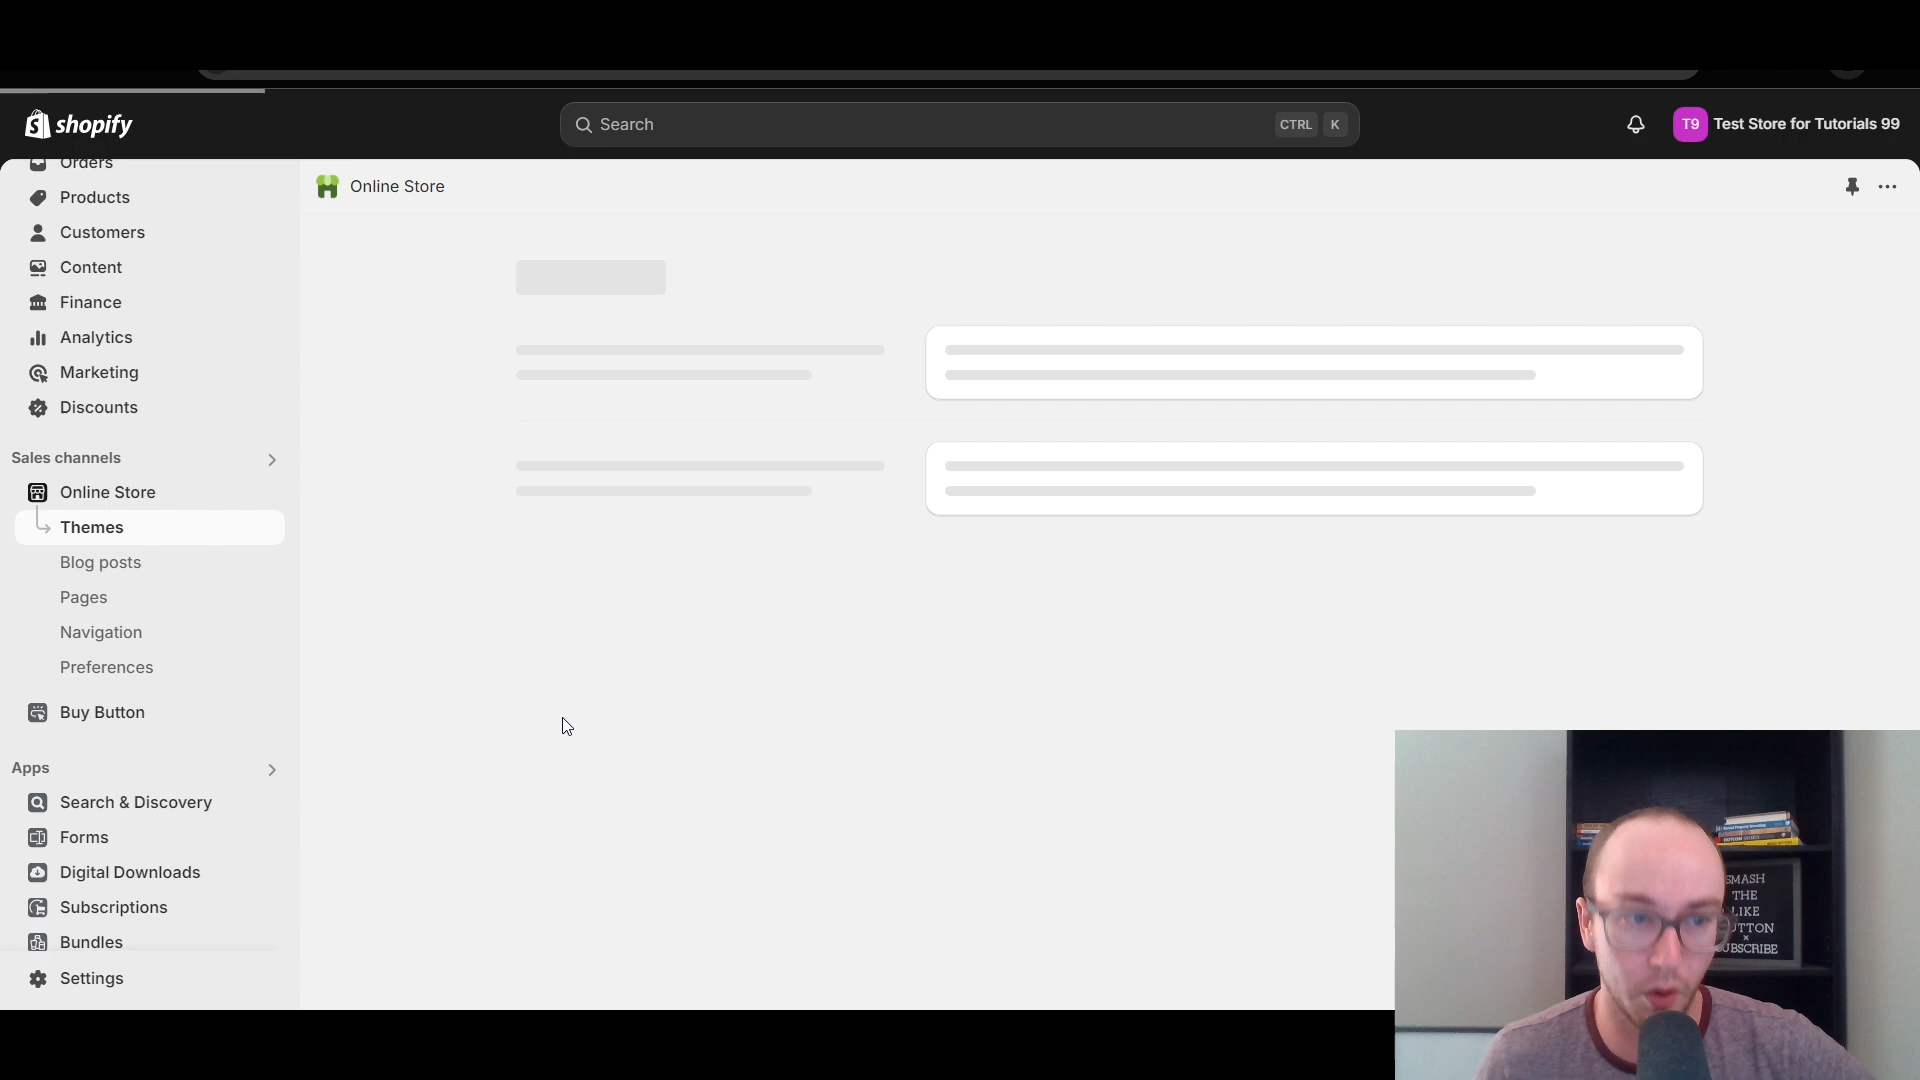 shopify
Search
CTRL K
T9
Test Store for Tutorials 99
Orders
Products
Customers
Content
Finance
Analytics
Marketing
Discounts
Sales channels
Online Store
Themes
Blog posts
Pages
Navigation
Preferences
Buy Button
Apps
Search & Discovery
Forms
Digital Downloads
Subscriptions
Bundles
Settings
Online Store
SMASH
THE
LIKE